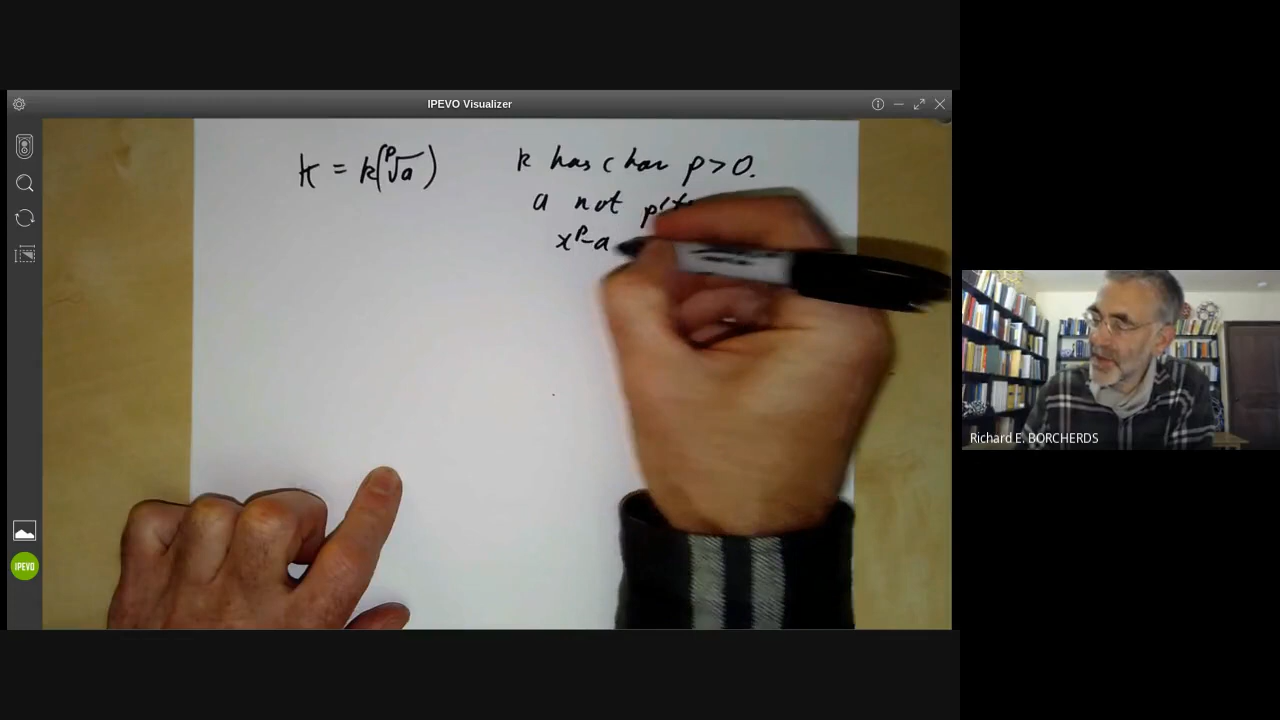 IPEVO Visualizer
K = k(ᵖ√a)
k has char p>0.
a not
xᵖ-a
IPEVO
Richard E. BORCHERDS